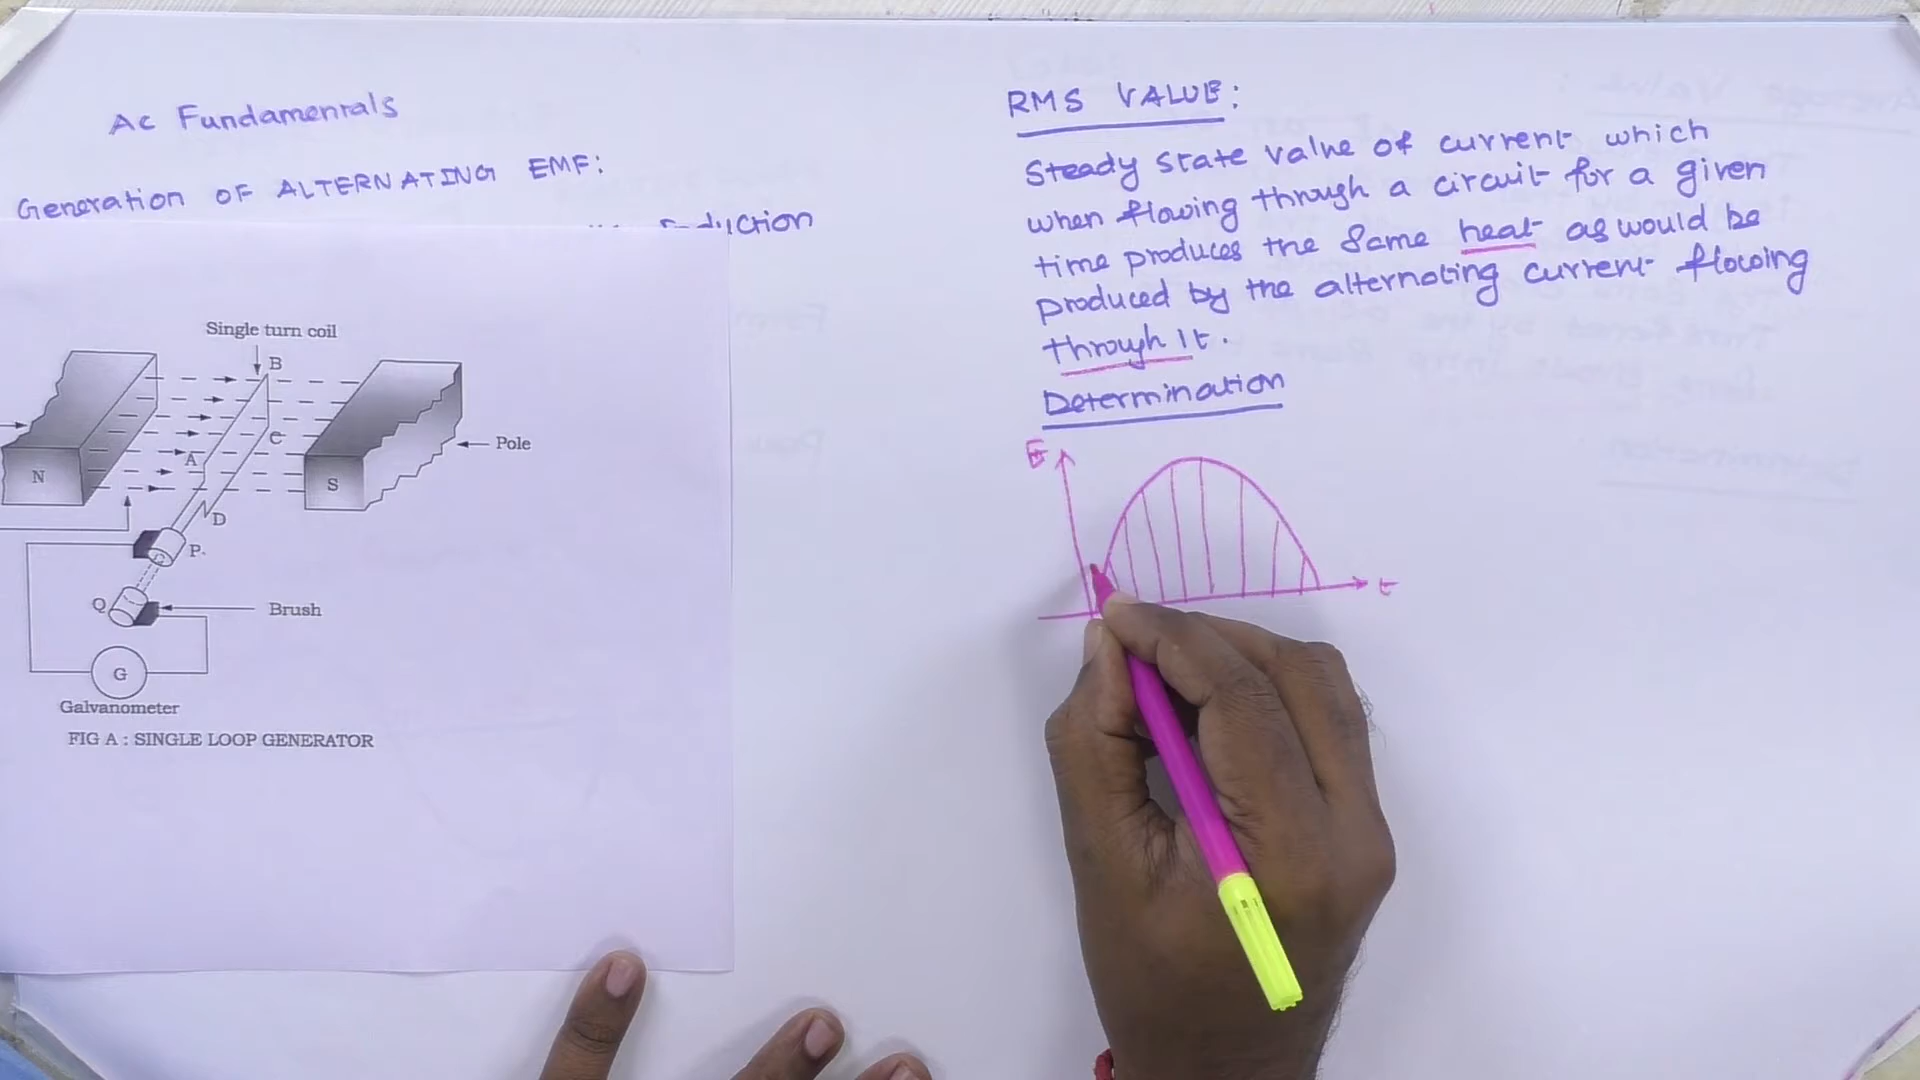 Ac Fundamentals
Generation OF ALTERNATING EMF:
Single turn coil
B
C
A
N
S
Pole
D
P.
Q
Brush
G
Galvanometer
FIG A : SINGLE LOOP GENERATOR
RMS VALUE:
Steady state value of current which
when flowing through a circuit for a given
time produces the same heat as would be
produced by the alternating current flowing
through it.
Determination
E
t